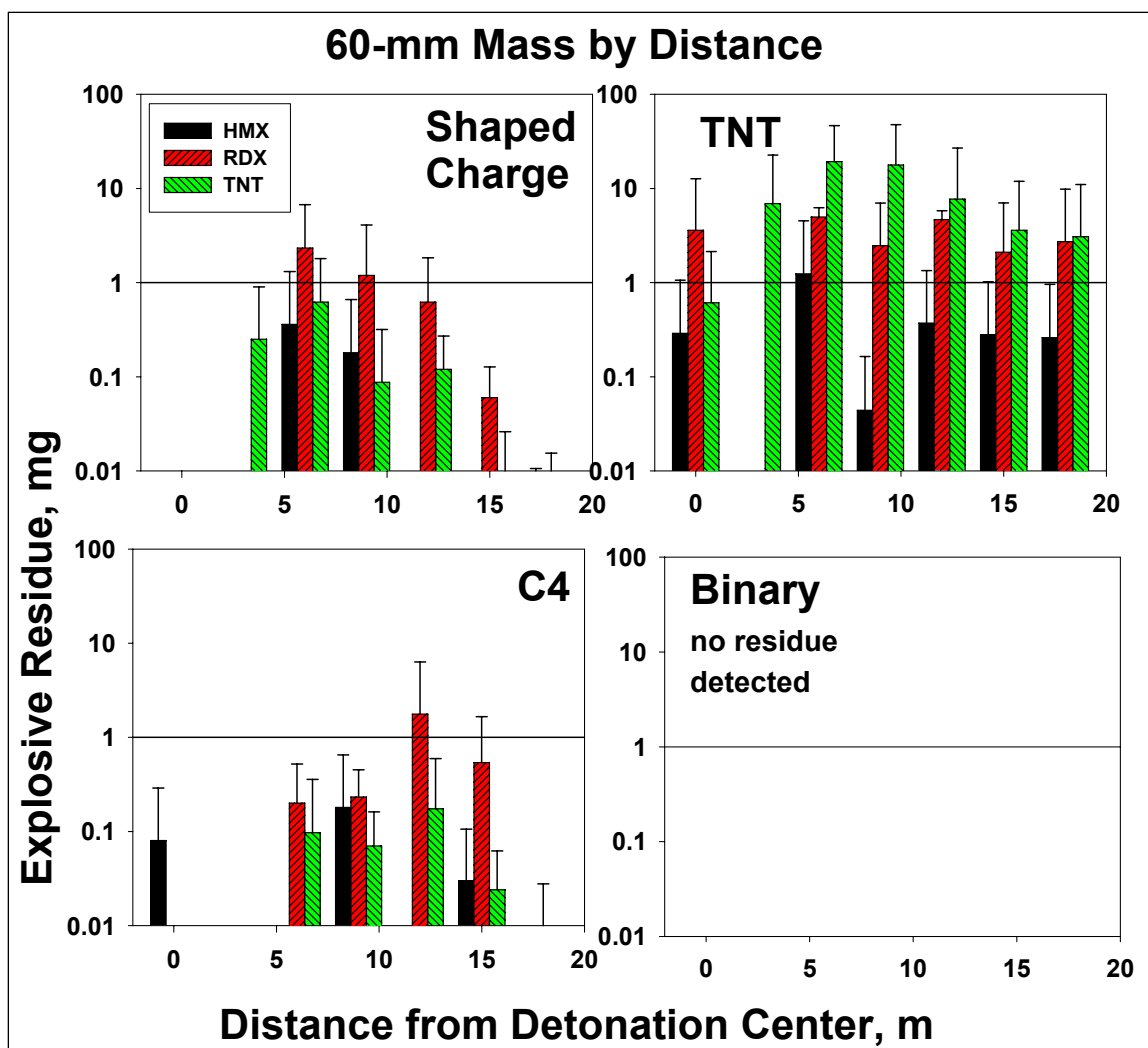 60-mm Mass by Distance
Explosive Residue, mg
100
10
1
0.1
0.01
HMX
RDX
TNT
Shaped
Charge
0 5 10 15 20
100
10
1
0.1
0.01
TNT
0 5 10 15 20
100
10
1
0.1
0.01
C4
0 5 10 15 20
100
10
1
0.1
0.01
Binary
no residue
detected
0 5 10 15 20
Distance from Detonation Center, m